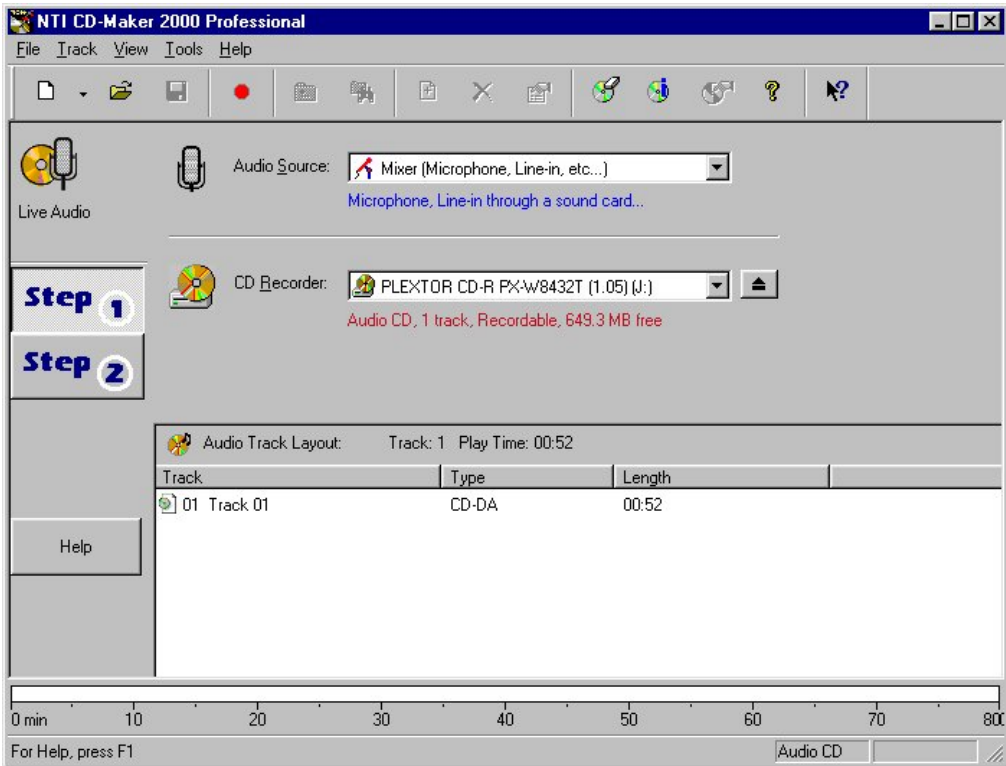 NTI CD-Maker 2000 Professional
File Track View Tools Help
Live Audio
Audio Source: Mixer (Microphone, Line-in, etc...)
Microphone, Line-in through a sound card...
CD Recorder: PLEXTOR CD-R PX-W8432T (1.05) (J:)
Audio CD, 1 track, Recordable, 649.3 MB free
Step 1
Step 2
Help
Audio Track Layout: Track: 1 Play Time: 00:52
Track Type Length
01 Track 01 CD-DA 00:52
0 min 10 20 30 40 50 60 70 80
For Help, press F1 Audio CD